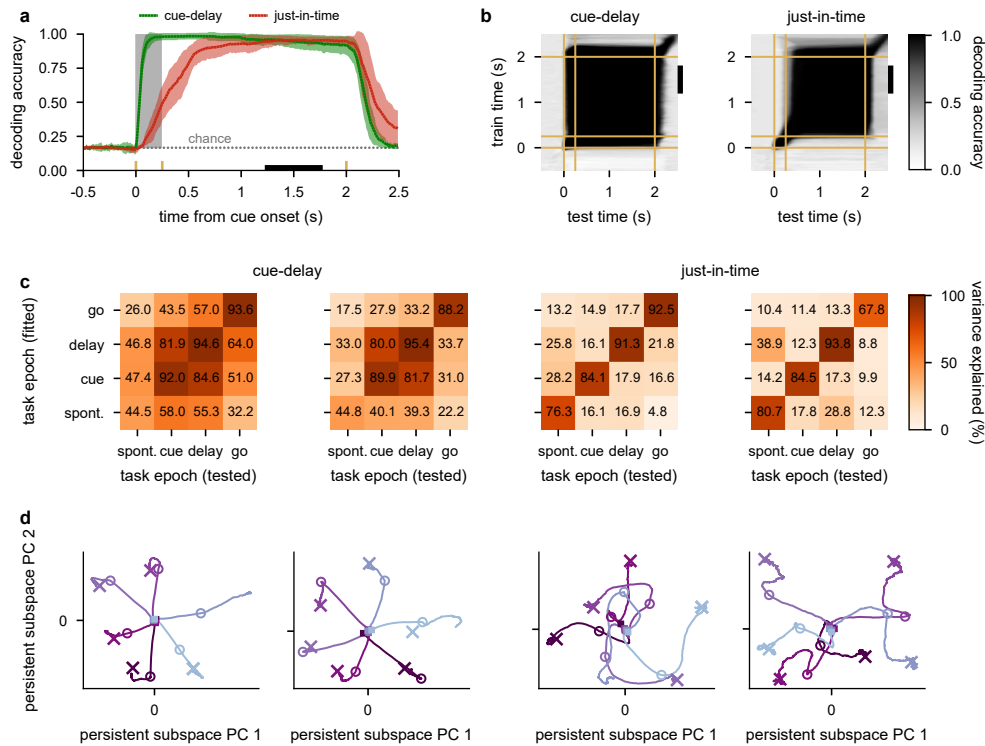 a
cue-delay just-in-time
decoding accuracy
1.00
0.75
0.50
0.25
0.00
chance
-0.5 0 0.5 1 1.5 2 2.5
time from cue onset (s)
b
cue-delay just-in-time
train time (s)
2
1
0
2
1
0
0 1 2
0 1 2
test time (s) test time (s)
1.0
0.5
0.0
decoding accuracy
c
cue-delay just-in-time
task epoch (fitted)
go 26.0 43.5 57.0 93.6 17.5 27.9 33.2 88.2 13.2 14.9 17.7 92.5 10.4 11.4 13.3 67.8
delay 46.8 81.9 94.6 64.0 33.0 80.0 95.4 33.7 25.8 16.1 91.3 21.8 38.9 12.3 93.8 8.8
cue 47.4 92.0 84.6 51.0 27.3 89.9 81.7 31.0 28.2 84.1 17.9 16.6 14.2 84.5 17.3 9.9
spont. 44.5 58.0 55.3 32.2 44.8 40.1 39.3 22.2 76.3 16.1 16.9 4.8 80.7 17.8 28.8 12.3
spont. cue delay go spont. cue delay go spont. cue delay go spont. cue delay go
task epoch (tested) task epoch (tested) task epoch (tested) task epoch (tested)
100
50
0
variance explained (%)
d
persistent subspace PC 2
0
0 0 0 0
persistent subspace PC 1 persistent subspace PC 1 persistent subspace PC 1 persistent subspace PC 1